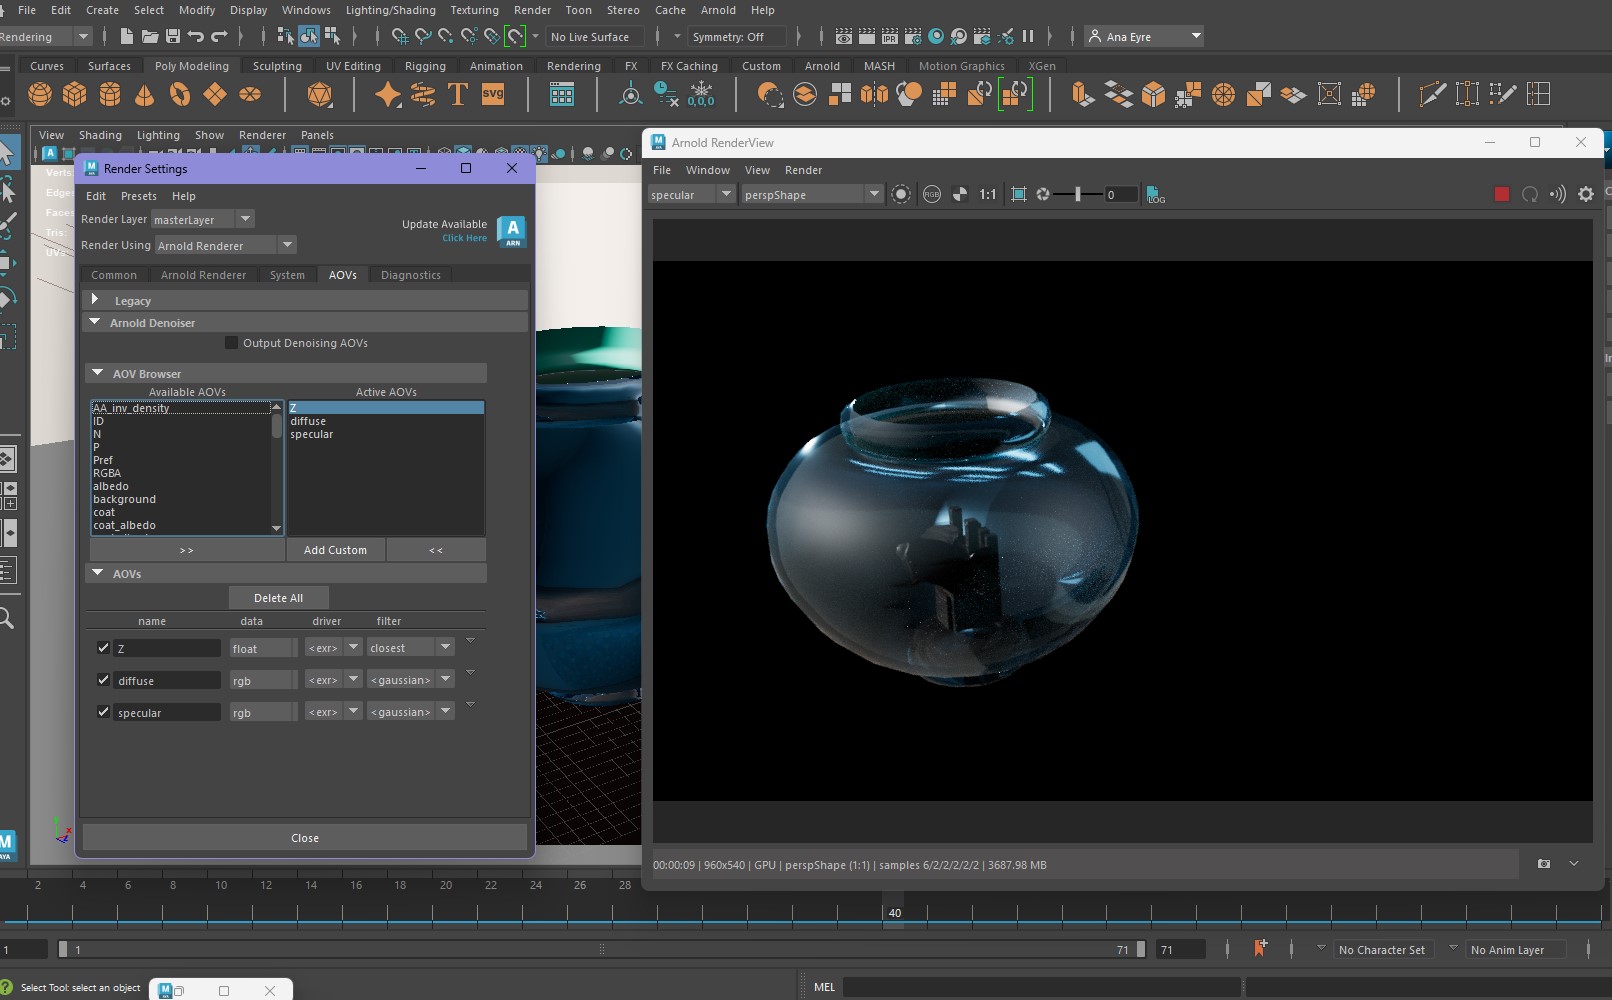 File Edit Create Select Modify Display Windows Lighting/Shading Texturing Render Toon Stereo Cache Arnold Help
Rendering No Live Surface Symmetry: Off Ana Eyre
Curves Surfaces Poly Modeling Sculpting UV Editing Rigging Animation Rendering FX FX Caching Custom Arnold MASH Motion Graphics XGen
T SVG 0,0,0
View Shading Lighting Show Renderer Panels
Verts:
Edges
Faces
Tris:
UVs
Render Settings
Edit Presets Help
Render Layer masterLayer
Update Available
Click Here
A
ARN
Render Using Arnold Renderer
Common Arnold Renderer System AOVs Diagnostics
Legacy
Arnold Denoiser
Output Denoising AOVs
AOV Browser
Available AOVs Active AOVs
AA_inv_density
ID
N
P
Pref
RGBA
albedo
background
coat
coat_albedo
Z
diffuse
specular
>> Add Custom <<
AOVs
Delete All
name data driver filter
Z float <exr> closest
diffuse rgb <exr> <gaussian>
specular rgb <exr> <gaussian>
Close
Arnold RenderView
File Window View Render
specular perspShape RGB 1:1 0 LOG
00:00:09 | 960x540 | GPU | perspShape (1:1) | samples 6/2/2/2/2/2 | 3687.98 MB
2 4 6 8 10 12 14 16 18 20 22 24 26 28
40
1 1 71 71 No Character Set No Anim Layer
Select Tool: select an object
MEL